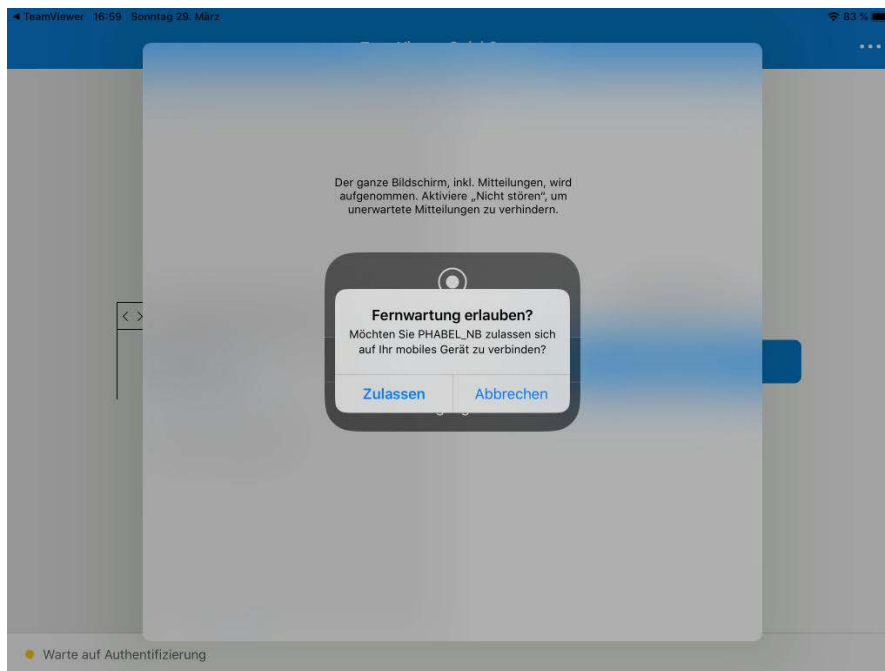 ◄ TeamViewer 16:59 Sonntag 29. März 83 %
Der ganze Bildschirm, inkl. Mitteilungen, wird
aufgenommen. Aktiviere „Nicht stören“, um
unerwartete Mitteilungen zu verhindern.
Fernwartung erlauben?
Möchten Sie PHABEL_NB zulassen sich
auf Ihr mobiles Gerät zu verbinden?
Zulassen Abbrechen
Warte auf Authentifizierung